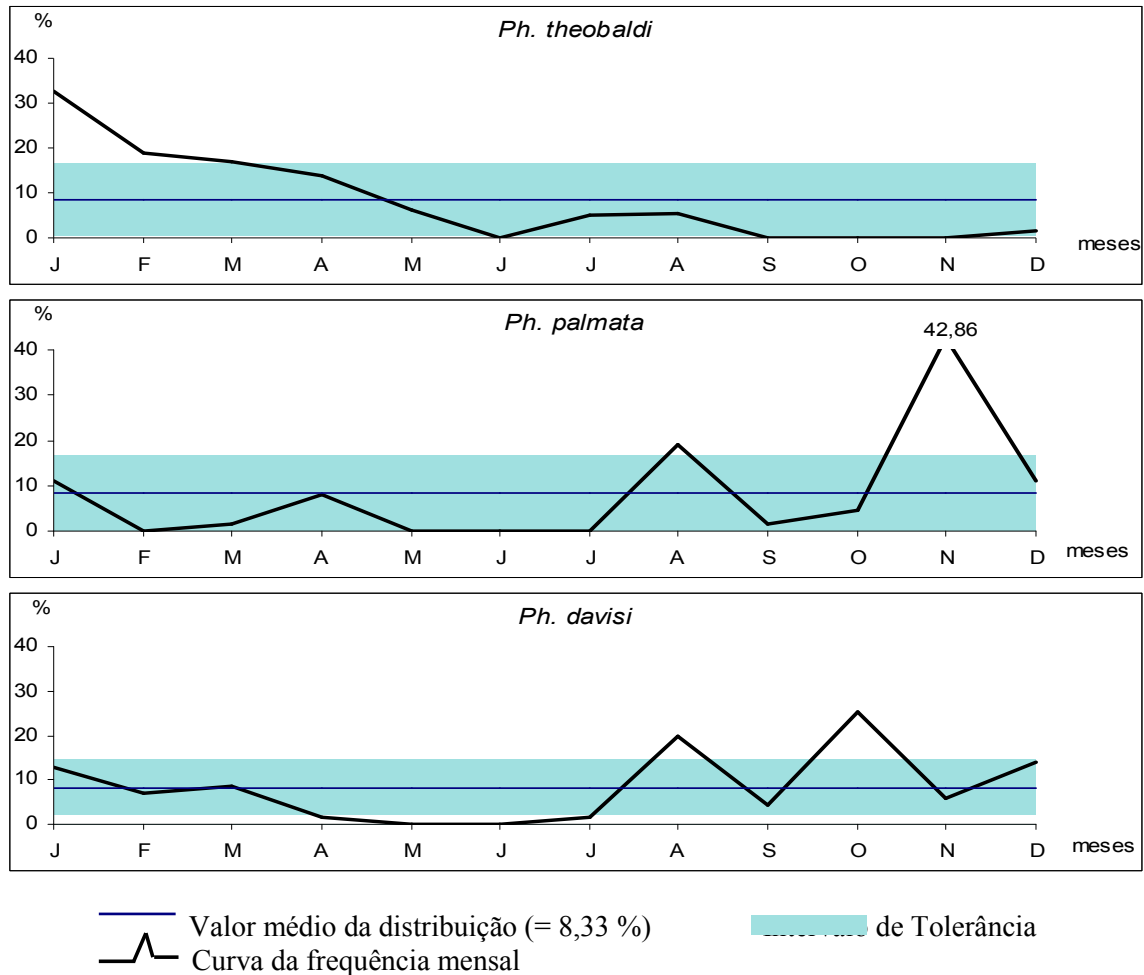 %
Ph. theobaldi
40
30
20
10
0
J F M A M J J A S O N D
meses
%
Ph. palmata
42,86
40
30
20
10
0
J F M A M J J A S O N D
meses
%
Ph. davisi
40
30
20
10
0
J F M A M J J A S O N D
meses
Valor médio da distribuição (= 8,33 %)
Intervalo de Tolerância
Curva da frequência mensal